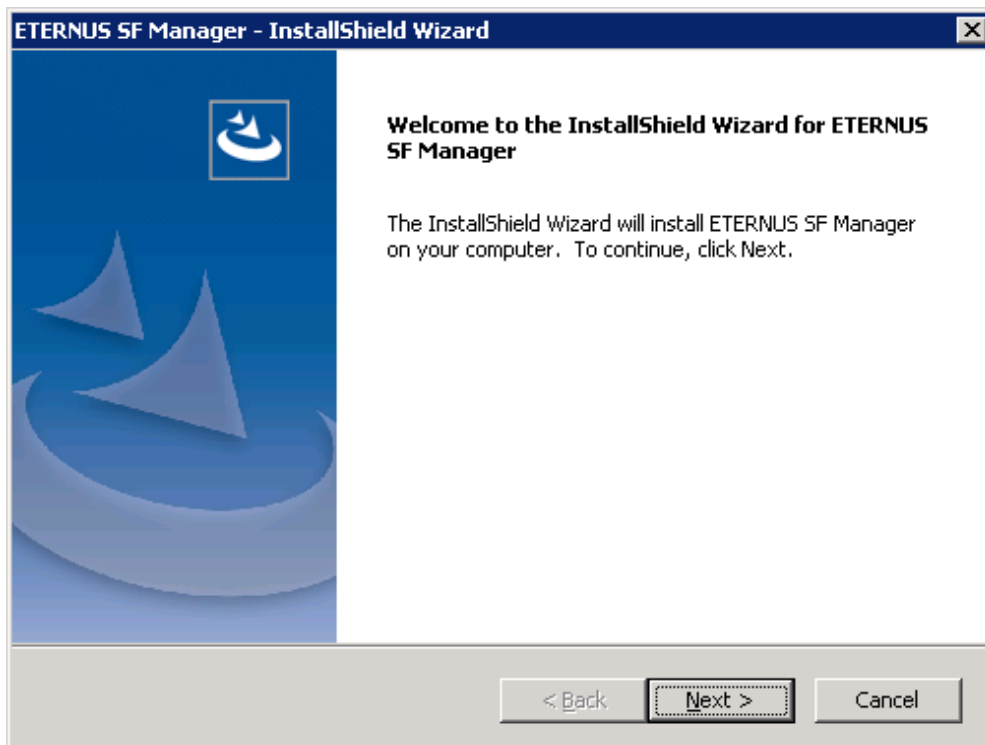 ETERNUS SF Manager - InstallShield Wizard
Welcome to the InstallShield Wizard for ETERNUS
SF Manager
The InstallShield Wizard will install ETERNUS SF Manager
on your computer. To continue, click Next.
< Back Next > Cancel